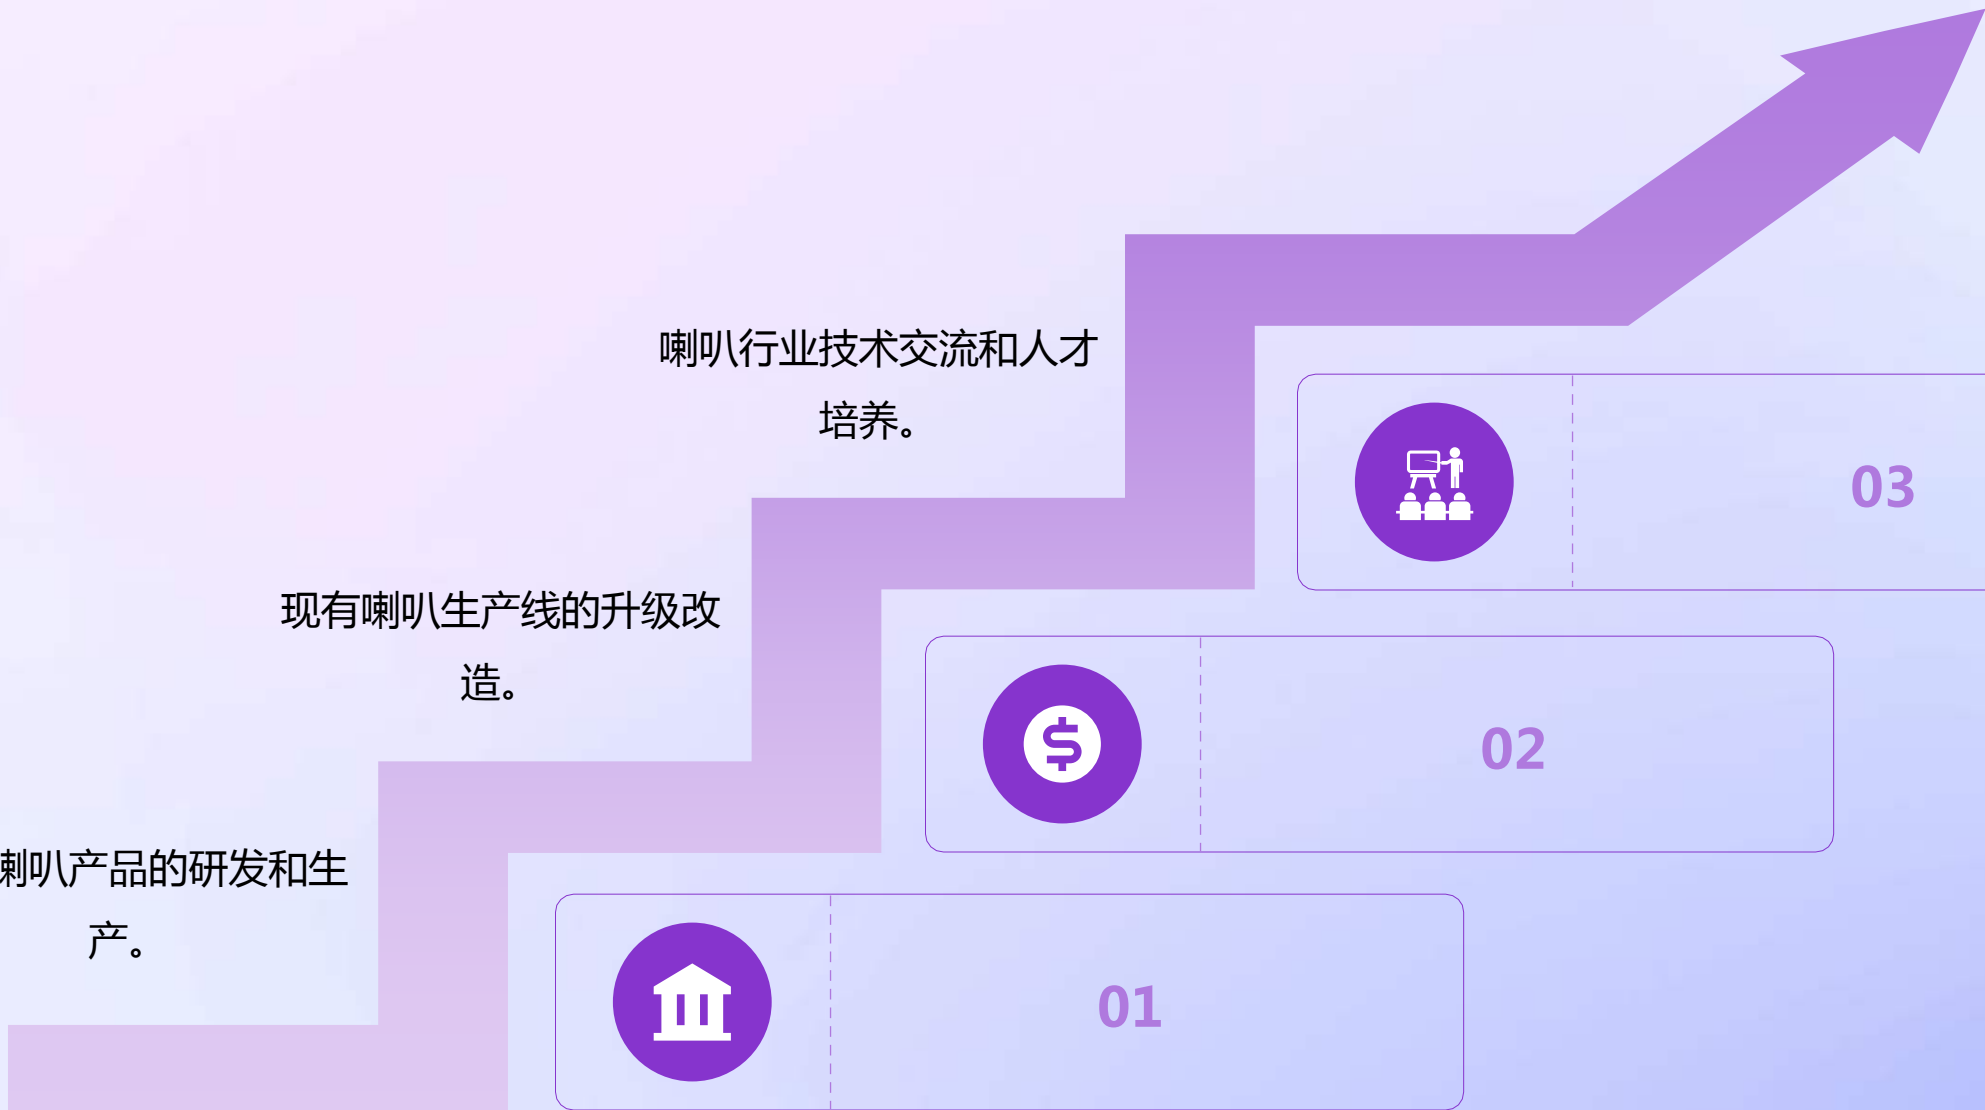 喇叭行业技术交流和人才
培养。
03
现有喇叭生产线的升级改
造。
02
喇叭产品的研发和生
产。
01